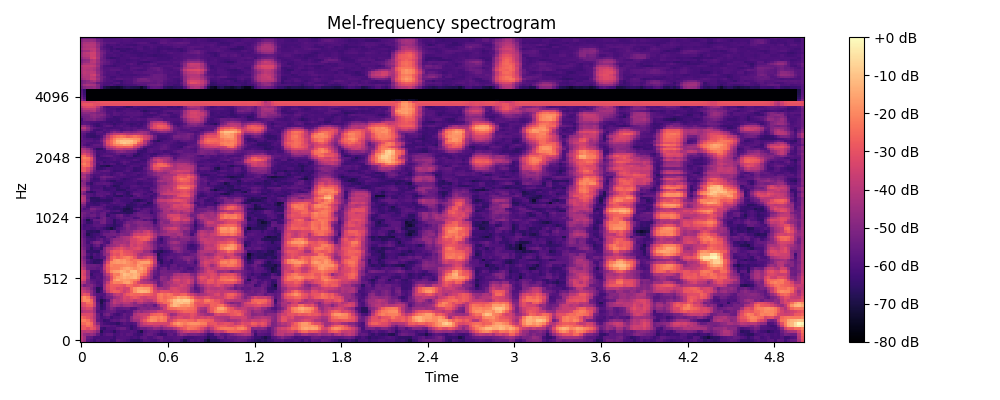 Mel-frequency spectrogram
+0 dB
4096
-10 dB
-20 dB
2048
-30 dB
Hz
-40 dB
1024
-50 dB
512
-60 dB
-70 dB
0
-80 dB
0 0.6 1.2 1.8 2.4 3 3.6 4.2 4.8
Time